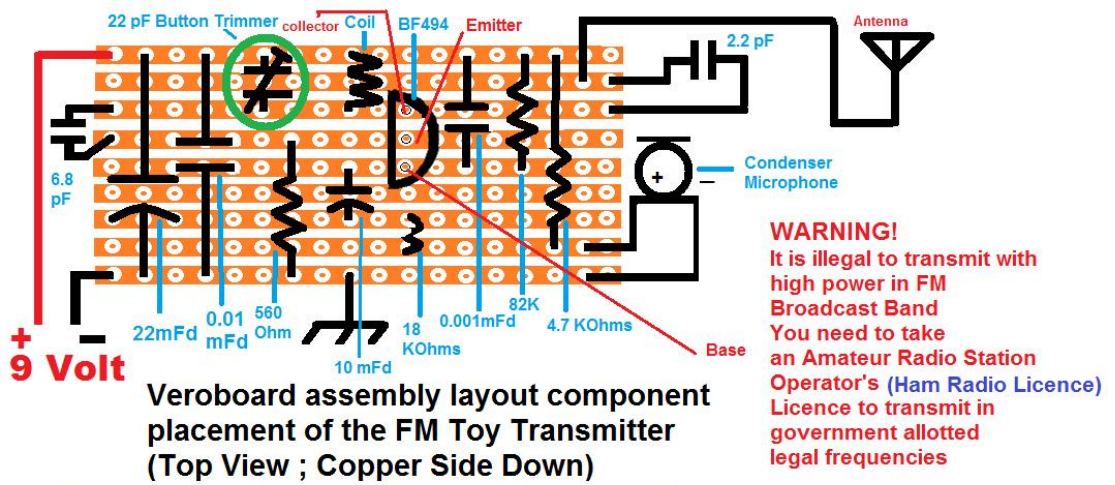 22 pF Button Trimmer
collector
Coil
BF494
Emitter
2.2 pF
Antenna
6.8
pF
+
Condenser
Microphone
WARNING!
It is illegal to transmit with
high power in FM
Broadcast Band
You need to take
an Amateur Radio Station
Operator's (Ham Radio Licence)
Licence to transmit in
government allotted
legal frequencies
+
9 Volt
22mFd
0.01
mFd
560
Ohm
10 mFd
18
KOhms
0.001mFd
82K
4.7 KOhms
Base
Veroboard assembly layout component
placement of the FM Toy Transmitter
(Top View ; Copper Side Down)